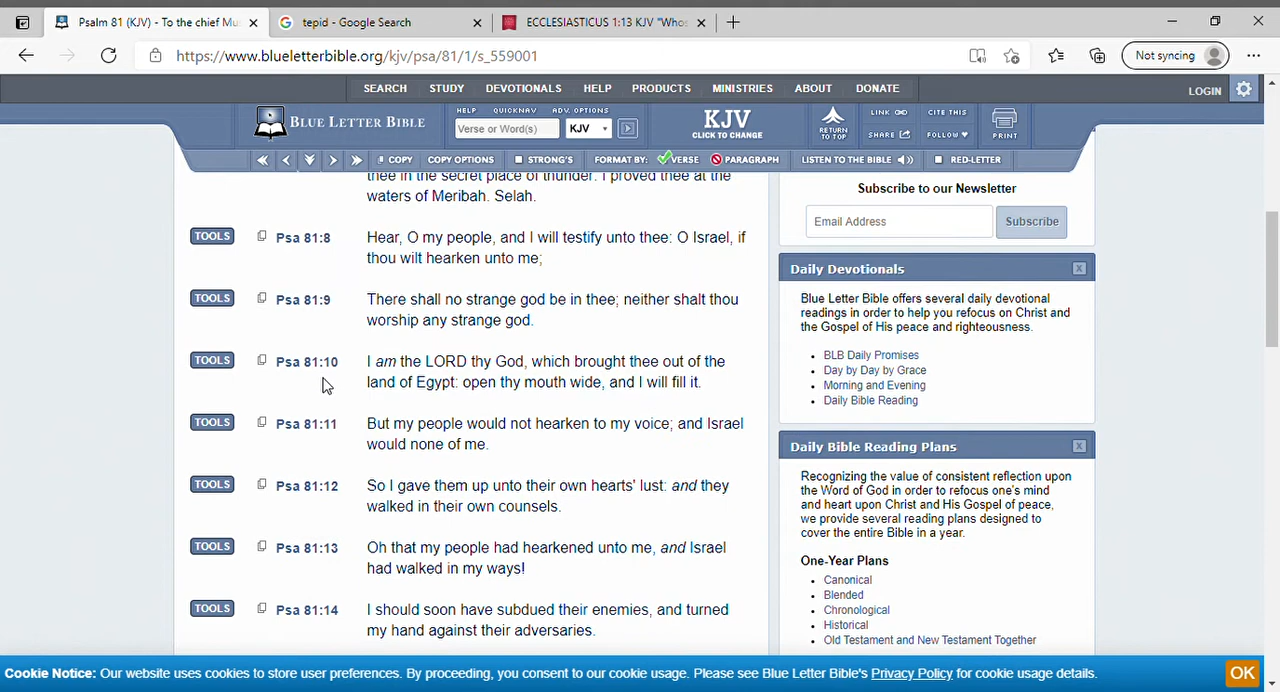 Psalm 81 (KJV) - To the chief Mu
tepid - Google Search
ECCLESIASTICUS 1:13 KJV "Whos
https://www.blueletterbible.org/kjv/psa/81/1/s_559001
Not syncing
SEARCH STUDY DEVOTIONALS HELP PRODUCTS MINISTRIES ABOUT DONATE
LOGIN
BLUE LETTER BIBLE
HELP QUICKNAV ADV. OPTIONS
Verse or Word(s)
KJV
KJV
CLICK TO CHANGE
RETURN
TO TOP
LINK
CITE THIS
SHARE
FOLLOW
PRINT
COPY COPY OPTIONS STRONG'S FORMAT BY: VERSE PARAGRAPH LISTEN TO THE BIBLE RED-LETTER
thee in the secret place of thunder: I proved thee at the
waters of Meribah. Selah.
TOOLS Psa 81:8 Hear, O my people, and I will testify unto thee: O Israel, if
thou wilt hearken unto me;
TOOLS Psa 81:9 There shall no strange god be in thee; neither shalt thou
worship any strange god.
TOOLS Psa 81:10 I am the LORD thy God, which brought thee out of the
land of Egypt: open thy mouth wide, and I will fill it.
TOOLS Psa 81:11 But my people would not hearken to my voice; and Israel
would none of me.
TOOLS Psa 81:12 So I gave them up unto their own hearts' lust: and they
walked in their own counsels.
TOOLS Psa 81:13 Oh that my people had hearkened unto me, and Israel
had walked in my ways!
TOOLS Psa 81:14 I should soon have subdued their enemies, and turned
my hand against their adversaries.
Subscribe to our Newsletter
Email Address Subscribe
Daily Devotionals X
Blue Letter Bible offers several daily devotional
readings in order to help you refocus on Christ and
the Gospel of His peace and righteousness.
BLB Daily Promises
Day by Day by Grace
Morning and Evening
Daily Bible Reading
Daily Bible Reading Plans X
Recognizing the value of consistent reflection upon
the Word of God in order to refocus one's mind
and heart upon Christ and His Gospel of peace,
we provide several reading plans designed to
cover the entire Bible in a year.
One-Year Plans
Canonical
Blended
Chronological
Historical
Old Testament and New Testament Together
Cookie Notice: Our website uses cookies to store user preferences. By proceeding, you consent to our cookie usage. Please see Blue Letter Bible's Privacy Policy for cookie usage details.
OK